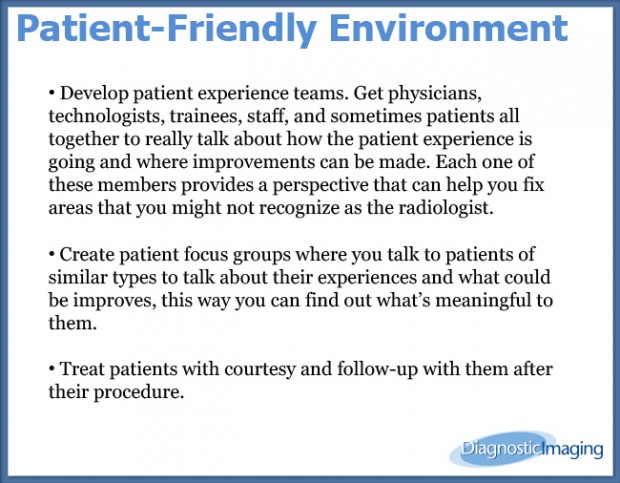 Patient-Friendly Environment
• Develop patient experience teams. Get physicians,
technologists, trainees, staff, and sometimes patients all
together to really talk about how the patient experience is
going and where improvements can be made. Each one of
these members provides a perspective that can help you fix
areas that you might not recognize as the radiologist.
• Create patient focus groups where you talk to patients of
similar types to talk about their experiences and what could
be improves, this way you can find out what’s meaningful to
them.
• Treat patients with courtesy and follow-up with them after
their procedure.
DiagnosticImaging